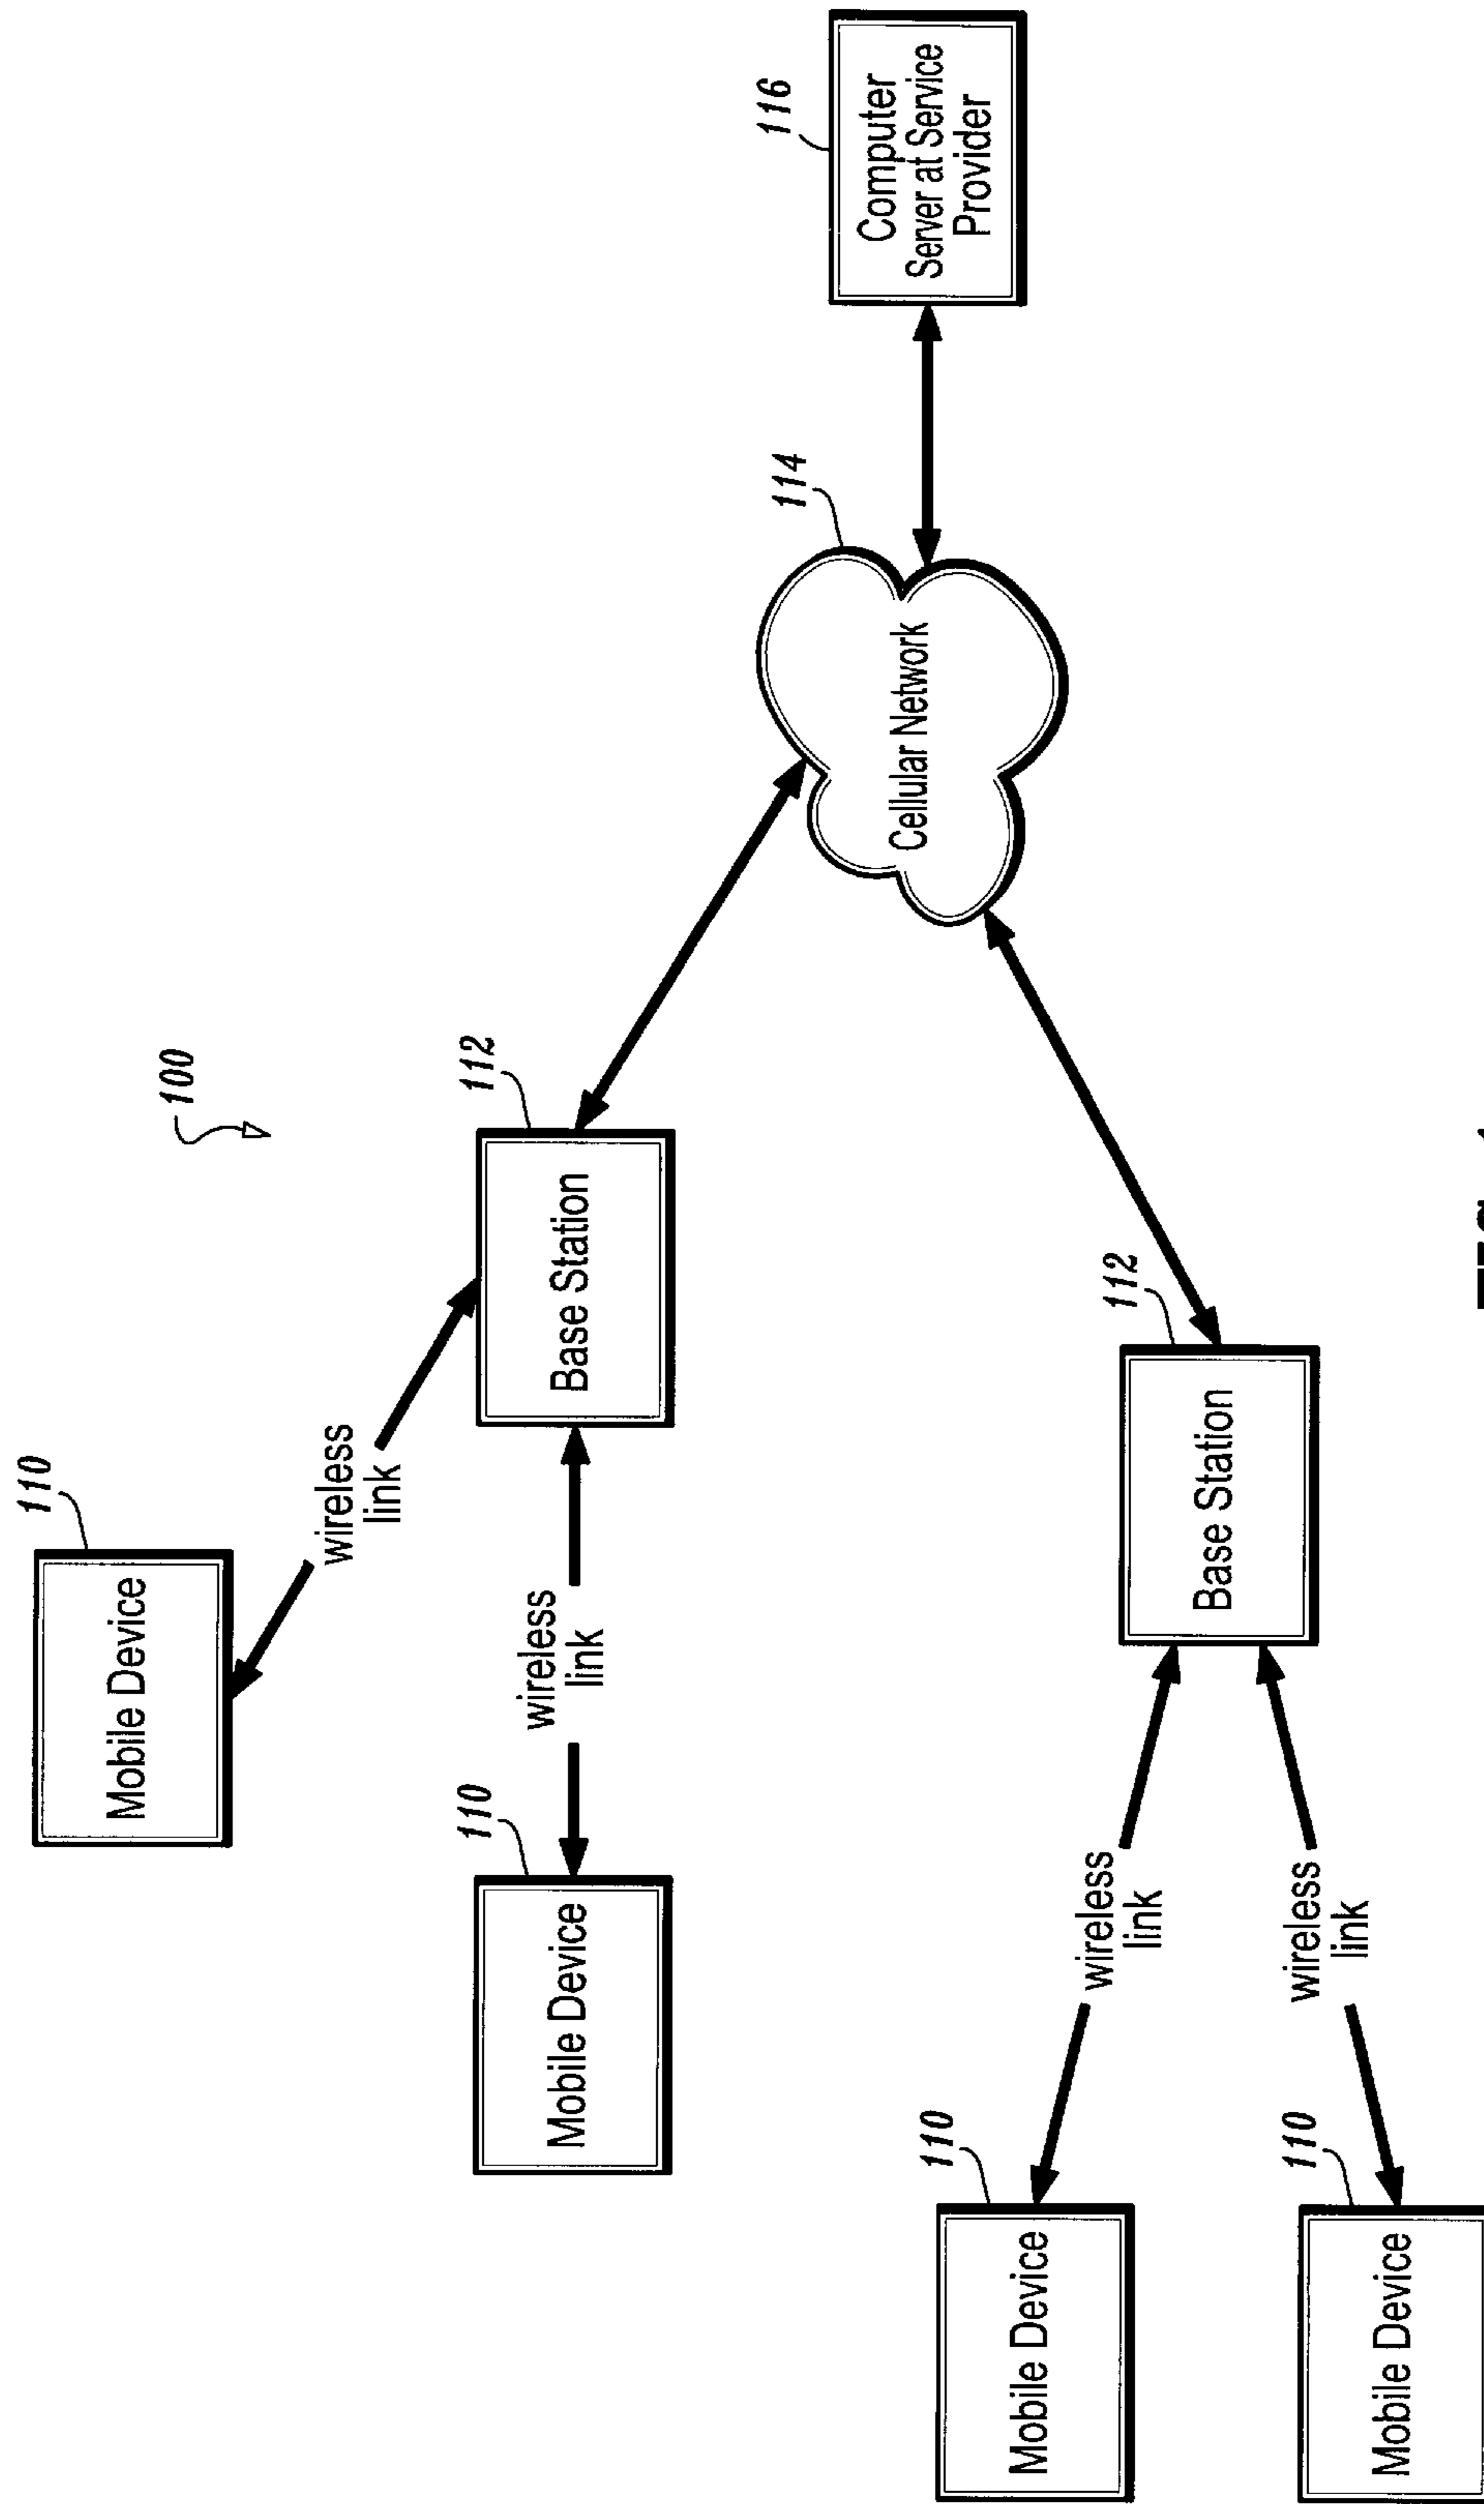 100
110
Mobile Device
wireless
link
110
Mobile Device
wireless
link
112
Base Station
114
Cellular Network
116
Computer
Server at Service
Provider
110
Mobile Device
wireless
link
112
Base Station
110
Mobile Device
wireless
link